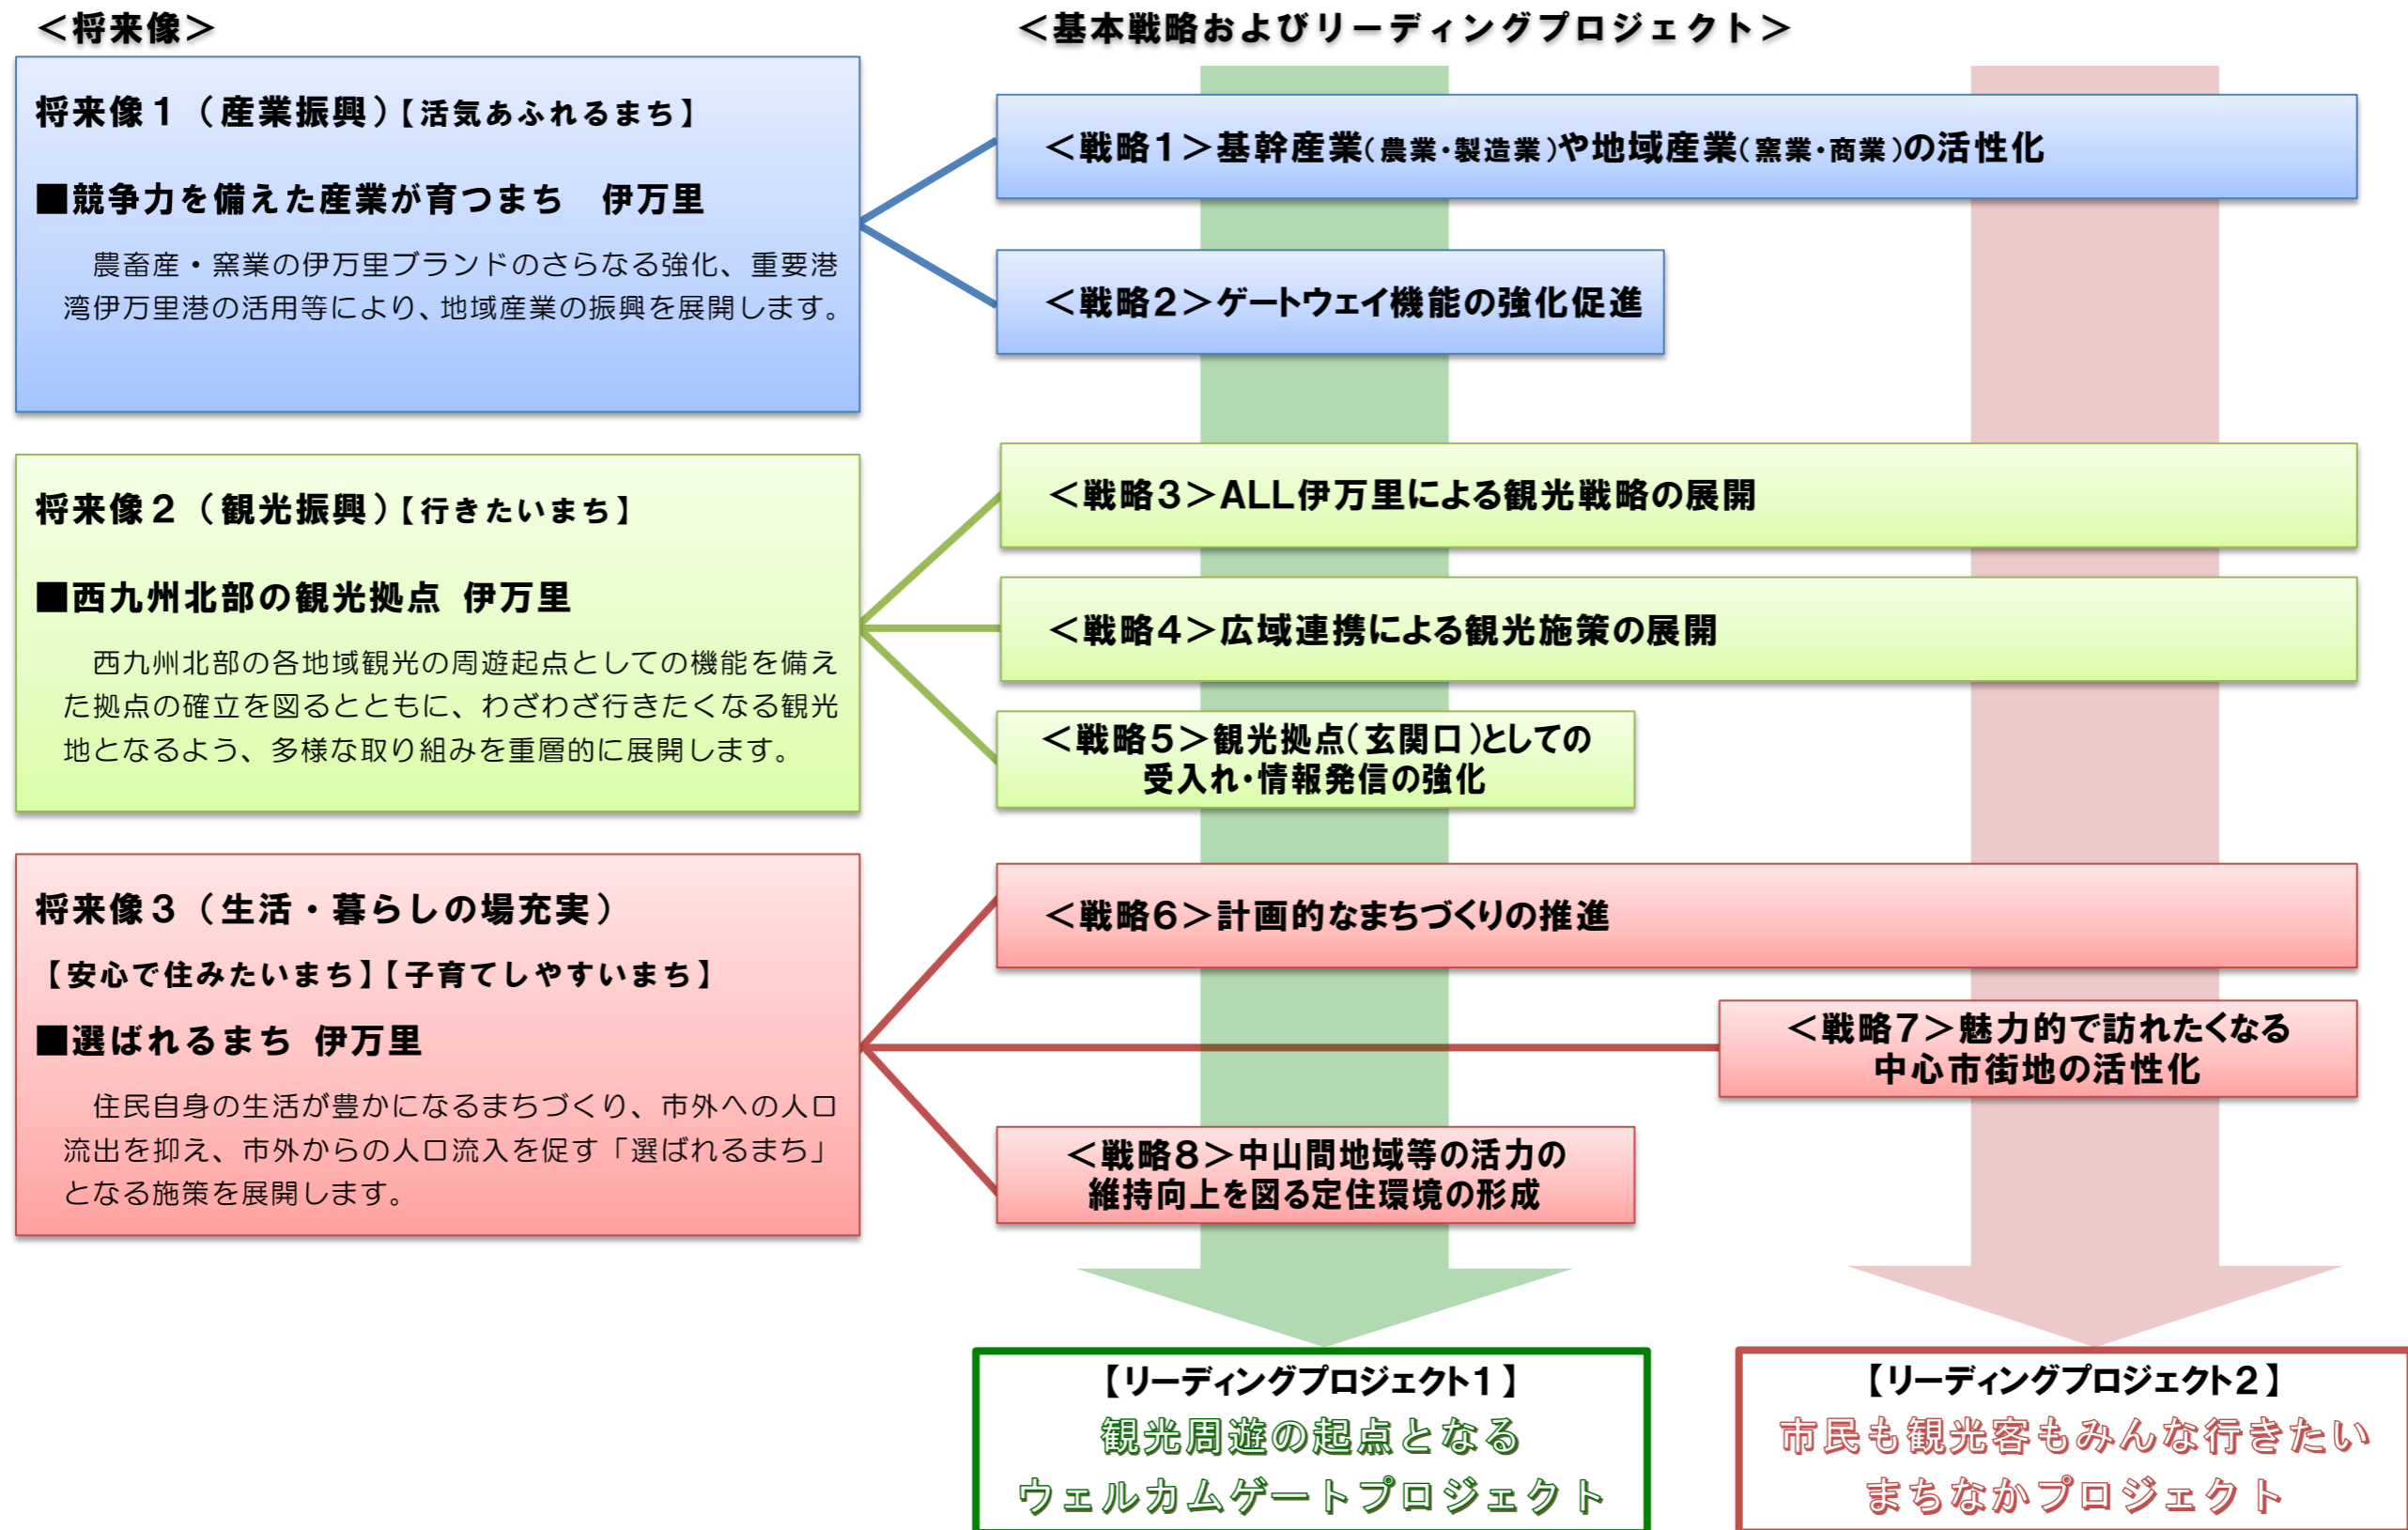 ＜将来像＞
将来像１（産業振興）【活気あふれるまち】
■競争力を備えた産業が育つまち　伊万里
農畜産・窯業の伊万里ブランドのさらなる強化、重要港
湾伊万里港の活用等により、地域産業の振興を展開します。
将来像２（観光振興）【行きたいまち】
■西九州北部の観光拠点 伊万里
西九州北部の各地域観光の周遊起点としての機能を備え
た拠点の確立を図るとともに、わざわざ行きたくなる観光
地となるよう、多様な取り組みを重層的に展開します。
将来像３（生活・暮らしの場充実）
【安心で住みたいまち】【子育てしやすいまち】
■選ばれるまち 伊万里
住民自身の生活が豊かになるまちづくり、市外への人口
流出を抑え、市外からの人口流入を促す「選ばれるまち」
となる施策を展開します。
＜基本戦略およびリーディングプロジェクト＞
＜戦略１＞基幹産業（農業・製造業）や地域産業（窯業・商業）の活性化
＜戦略２＞ゲートウェイ機能の強化促進
＜戦略３＞ALL伊万里による観光戦略の展開
＜戦略４＞広域連携による観光施策の展開
＜戦略５＞観光拠点（玄関口）としての
受入れ・情報発信の強化
＜戦略６＞計画的なまちづくりの推進
＜戦略７＞魅力的で訪れたくなる
中心市街地の活性化
＜戦略８＞中山間地域等の活力の
維持向上を図る定住環境の形成
【リーディングプロジェクト１】
観光周遊の起点となる
ウェルカムゲートプロジェクト
【リーディングプロジェクト２】
市民も観光客もみんな行きたい
まちなかプロジェクト